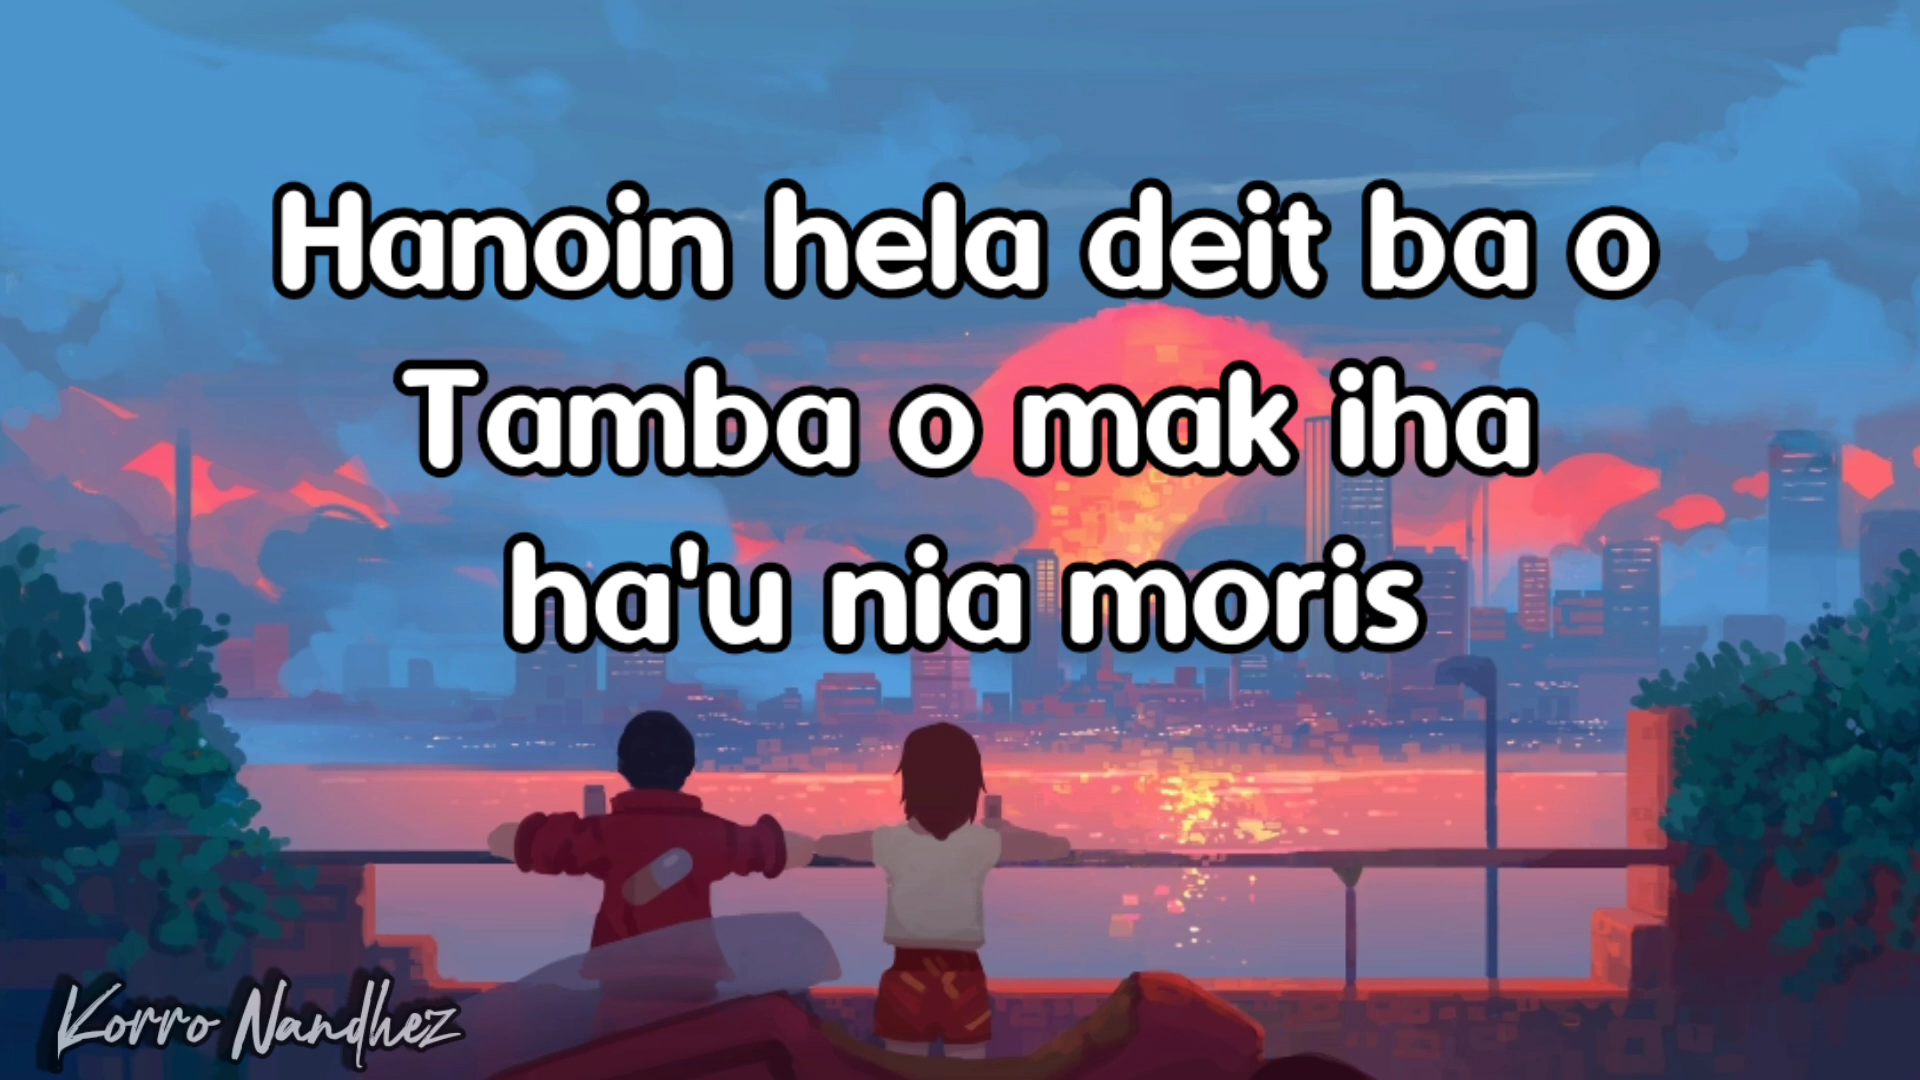 Hanoin hela deit ba o
Tamba o mak iha
ha'u nia moris
Korro Nandhez